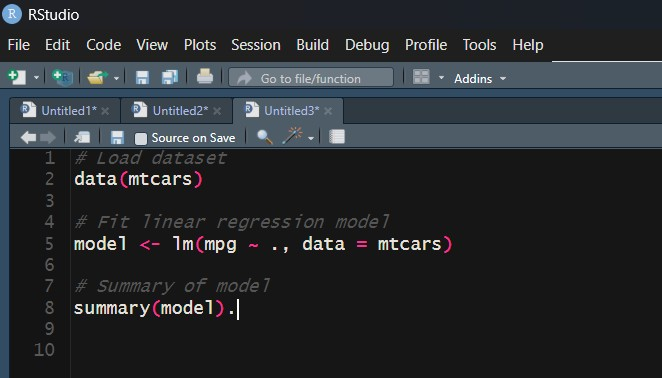 R RStudio
File Edit Code View Plots Session Build Debug Profile Tools Help
Go to file/function Addins
Untitled1* Untitled2* Untitled3*
Source on Save
1 # Load dataset
2 data(mtcars)
3
4 # Fit linear regression model
5 model <- lm(mpg ~ ., data = mtcars)
6
7 # Summary of model
8 summary(model).
9
10